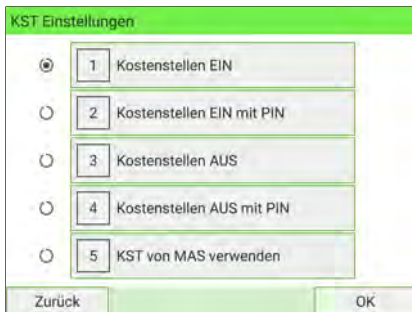 KST Einstellungen
1 Kostenstellen EIN
2 Kostenstellen EIN mit PIN
3 Kostenstellen AUS
4 Kostenstellen AUS mit PIN
5 KST von MAS verwenden
Zurück OK